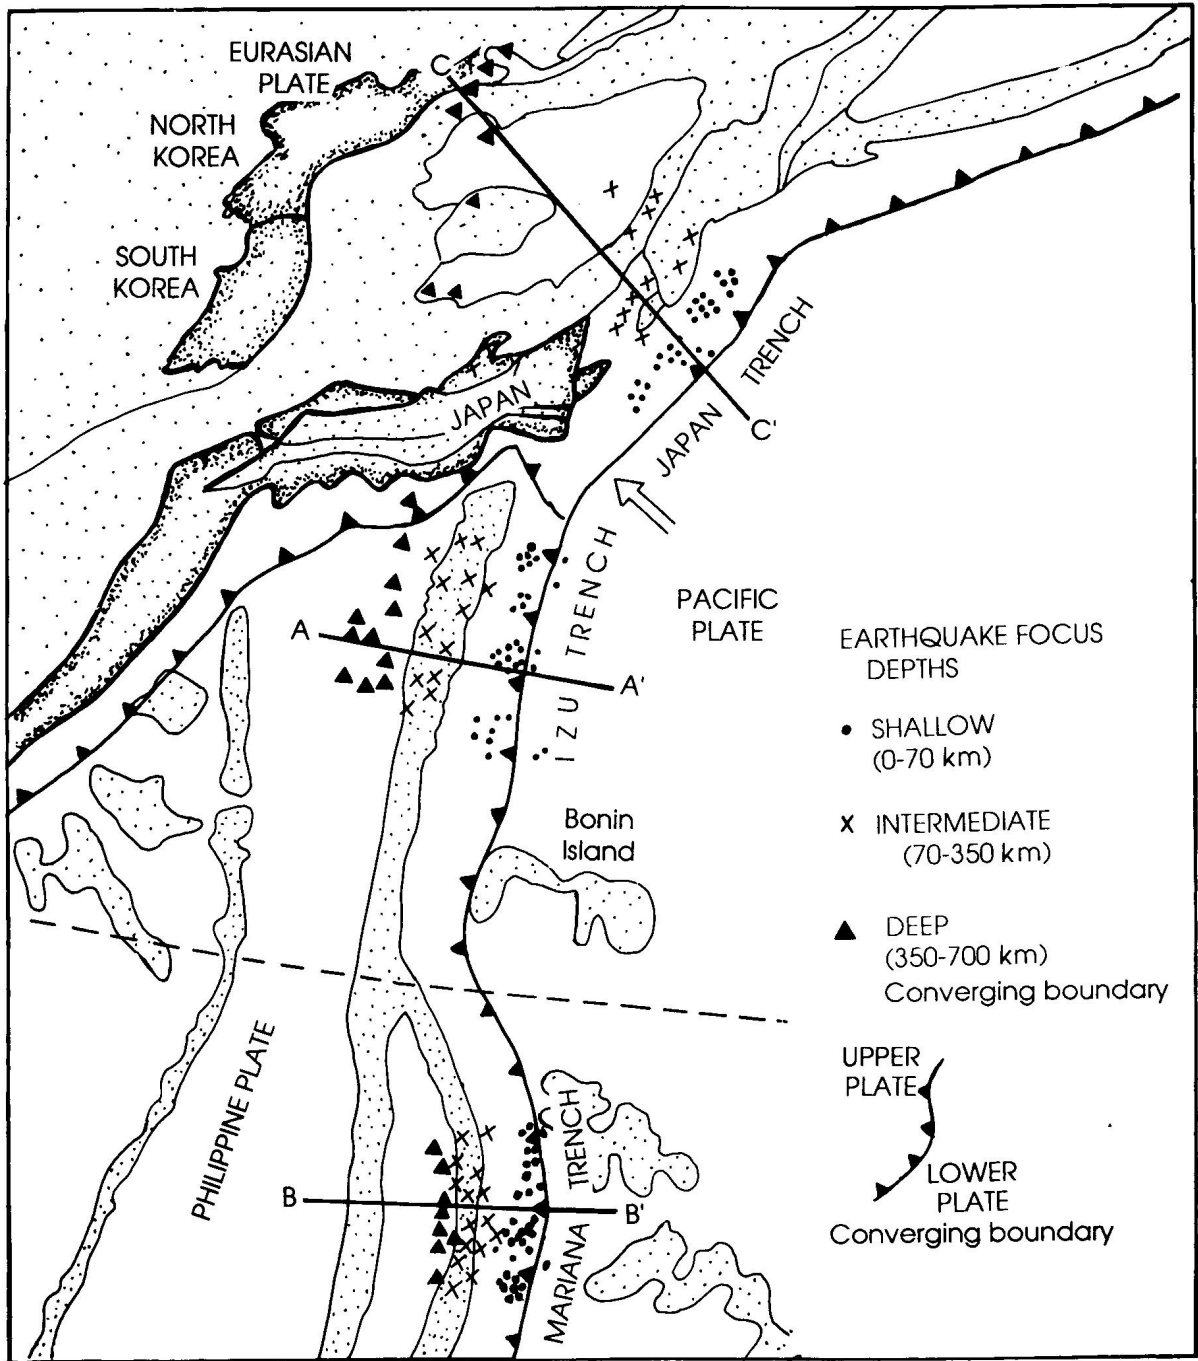 EURASIAN
PLATE
C
NORTH
KOREA
SOUTH
KOREA
JAPAN
JAPAN TRENCH
C'
IZU TRENCH
PACIFIC
PLATE
A
A'
Bonin
Island
PHILIPPINE PLATE
B
B'
MARIANA TRENCH
EARTHQUAKE FOCUS
DEPTHS
SHALLOW
(0-70 km)
x INTERMEDIATE
(70-350 km)
DEEP
(350-700 km)
Converging boundary
UPPER
PLATE
LOWER
PLATE
Converging boundary